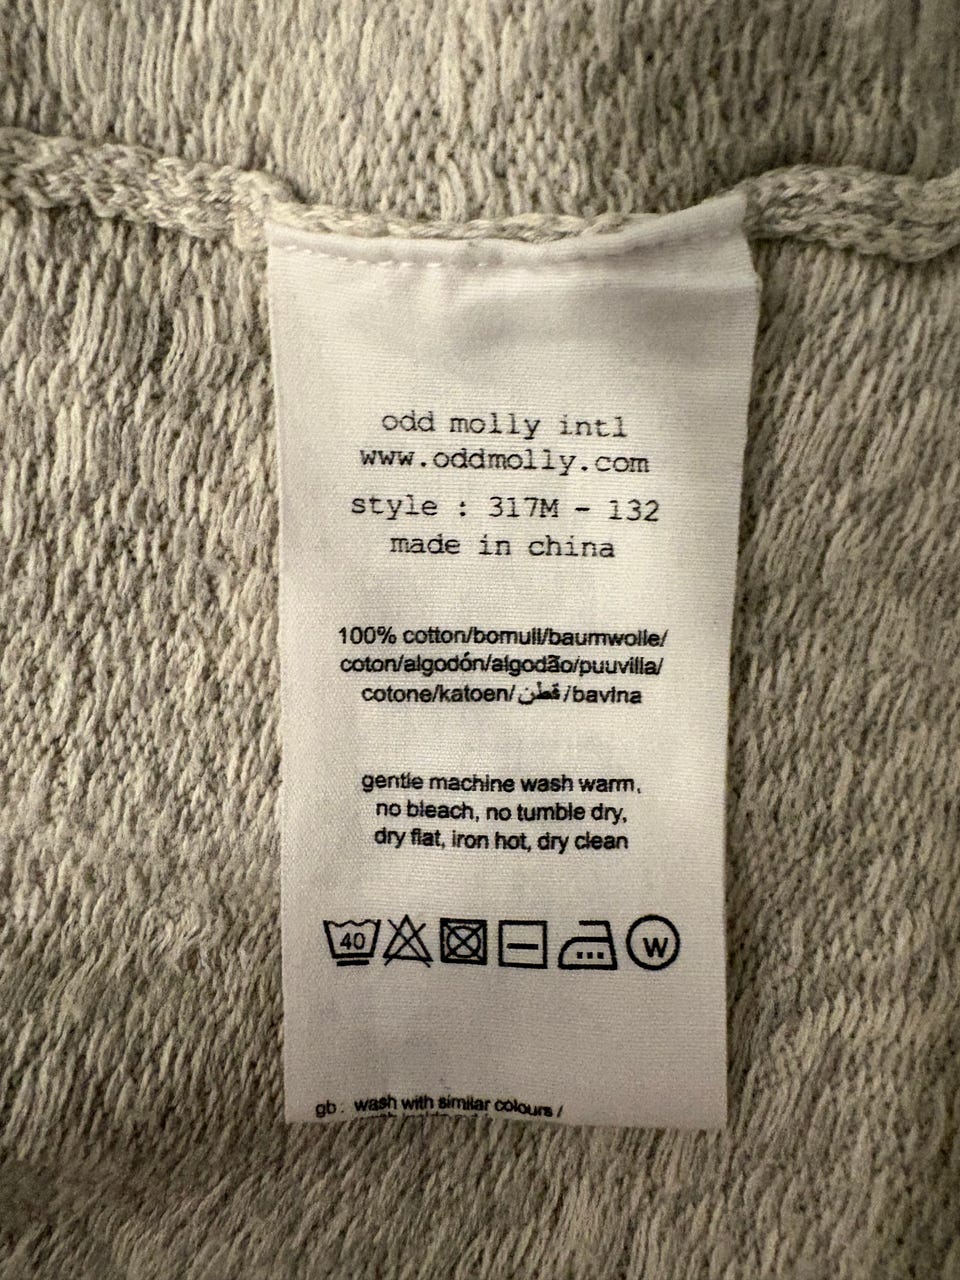 odd molly intl
www.oddmolly.com
style : 317M - 132
made in china
100% cotton/bomull/baumwolle/
coton/algodón/algodão/puuvilla/
cotone/katoen/قطن/bavlna
gentle machine wash warm,
no bleach, no tumble dry,
dry flat, iron hot, dry clean
40 W
gb : wash with similar colours /